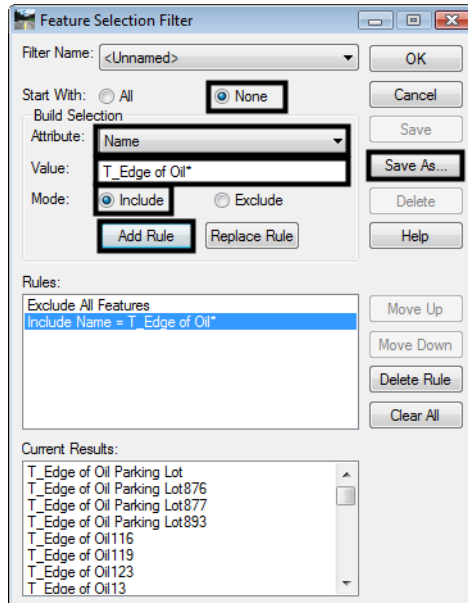 Feature Selection Filter
Filter Name: <Unnamed>
OK
Start With: All None
Cancel
Build Selection
Save
Attribute: Name
Value: T_Edge of Oil*
Save As...
Mode: Include Exclude
Delete
Add Rule Replace Rule
Help
Rules:
Exclude All Features
Include Name = T_Edge of Oil*
Move Up
Move Down
Delete Rule
Clear All
Current Results:
T_Edge of Oil Parking Lot
T_Edge of Oil Parking Lot876
T_Edge of Oil Parking Lot877
T_Edge of Oil Parking Lot893
T_Edge of Oil116
T_Edge of Oil119
T_Edge of Oil123
T_Edge of Oil13